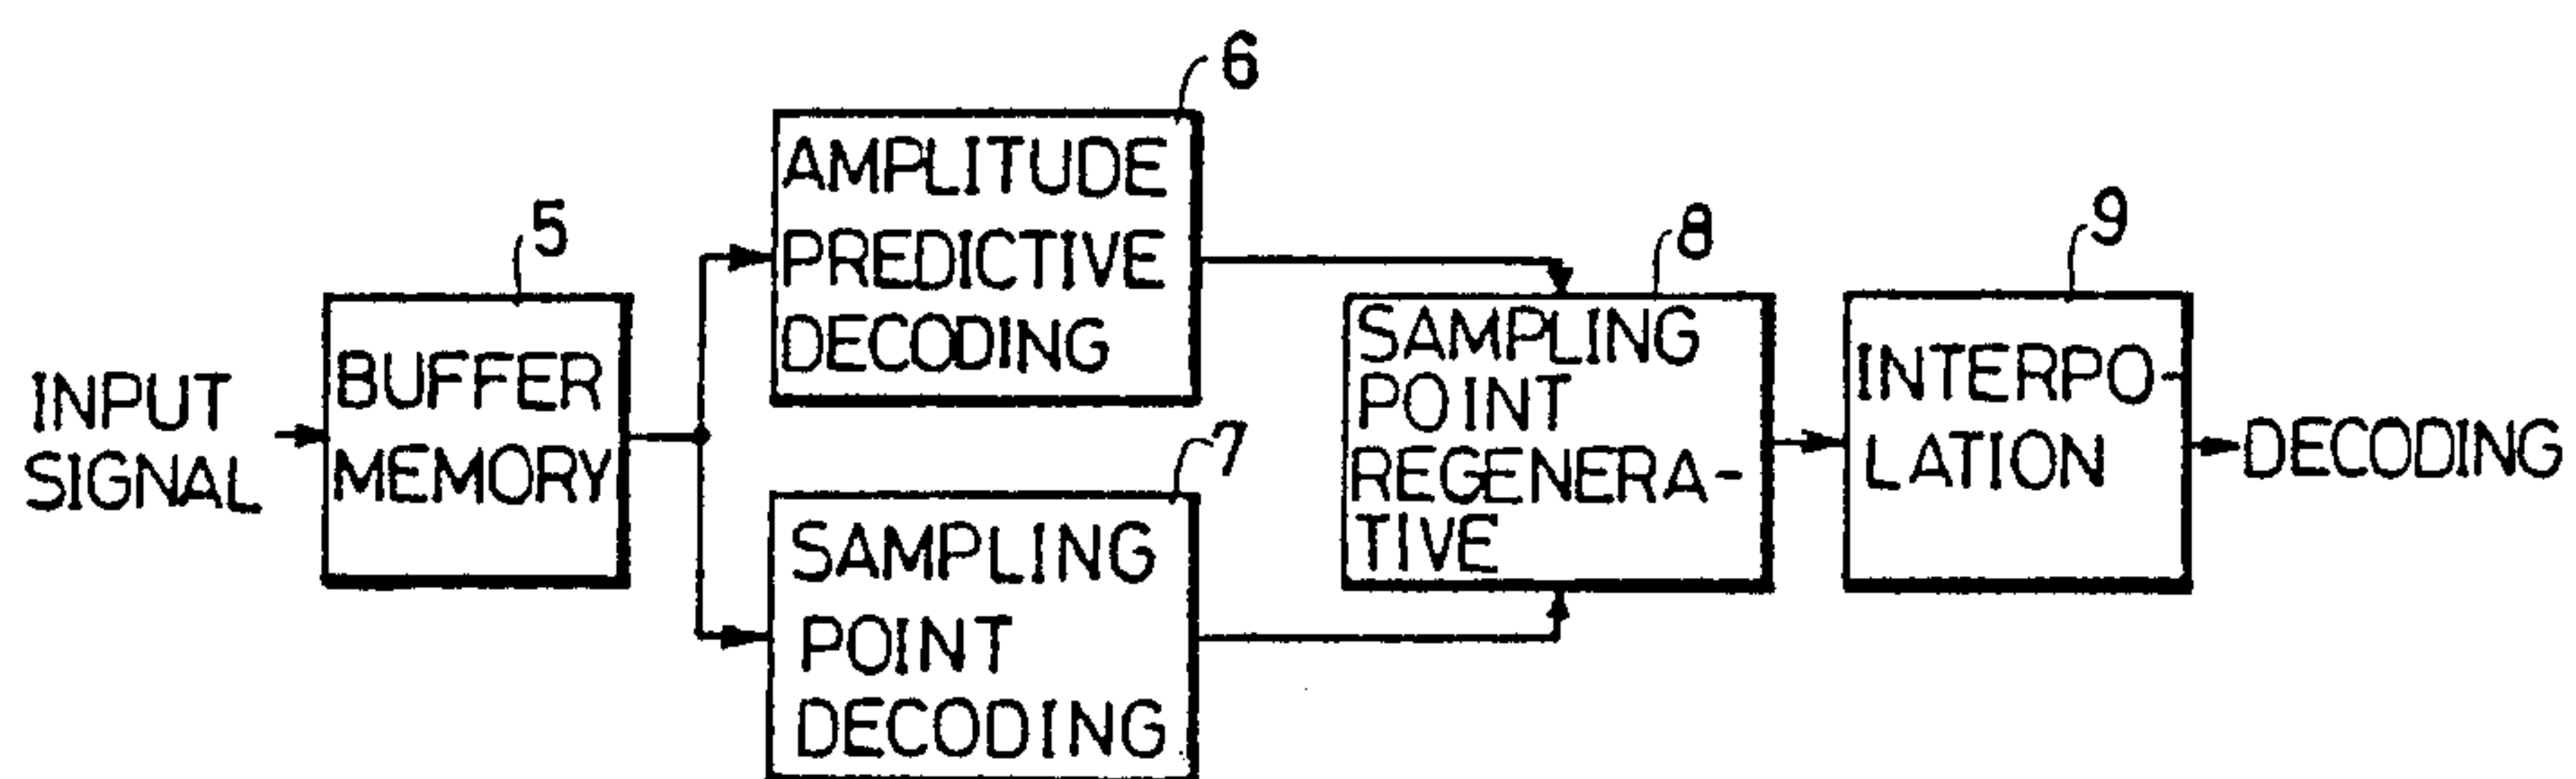 INPUT
SIGNAL
5
BUFFER
MEMORY
6
AMPLITUDE
PREDICTIVE
DECODING
7
SAMPLING
POINT
DECODING
8
SAMPLING
POINT
REGENERA-
TIVE
9
INTERPO-
LATION
DECODING